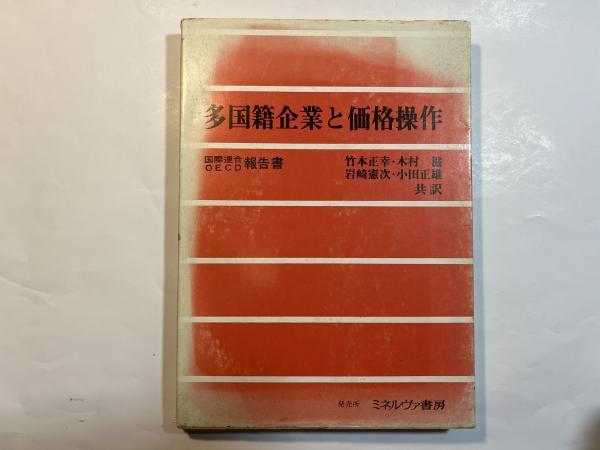 多国籍企業と価格操作
国際連合
OECD 報告書
竹本正幸・木村 滋
岩崎憲次・小田正雄
共訳
発売所 ミネルヴァ書房